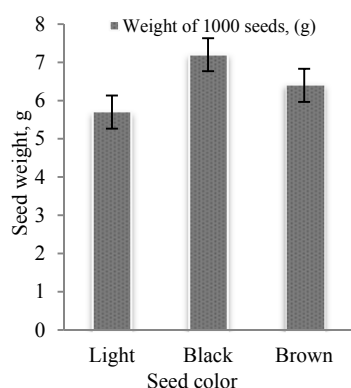 Weight of 1000 seeds, (g)
8
7
6
5
4
3
2
1
0
Seed weight, g
Light Black Brown
Seed color